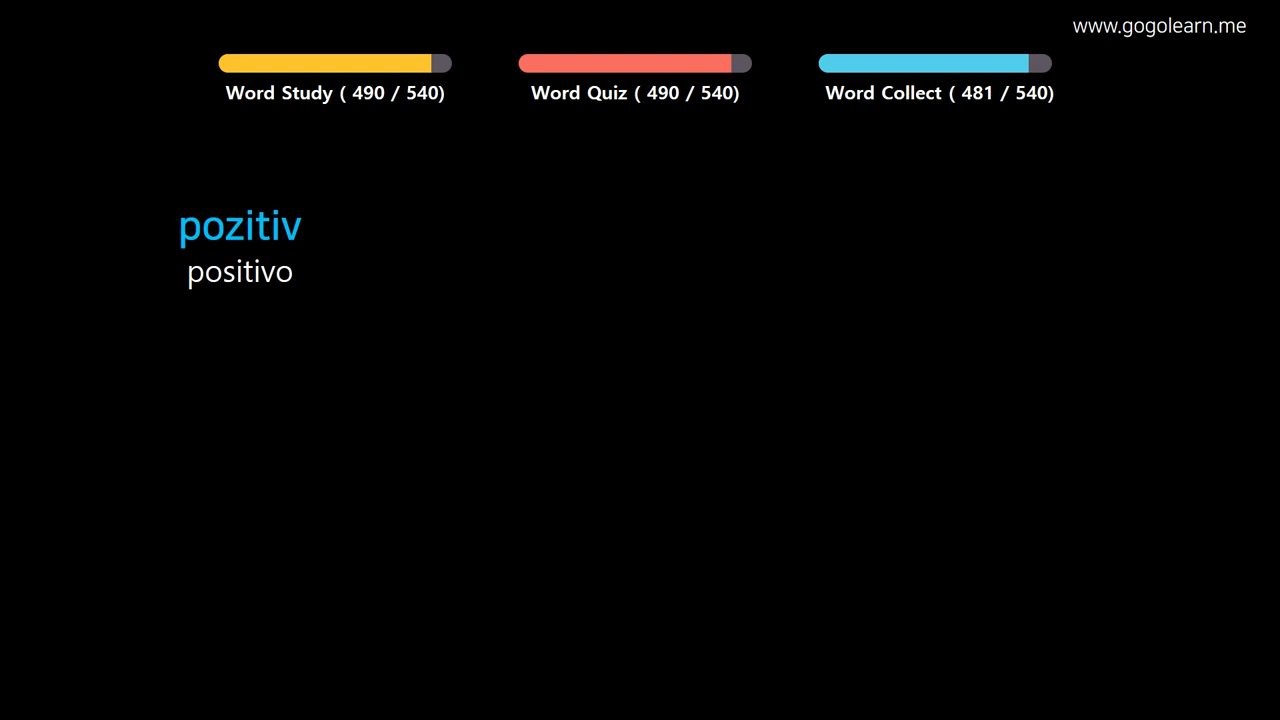 www.gogolearn.me
Word Study ( 490 / 540)
Word Quiz ( 490 / 540)
Word Collect ( 481 / 540)
pozitiv
positivo